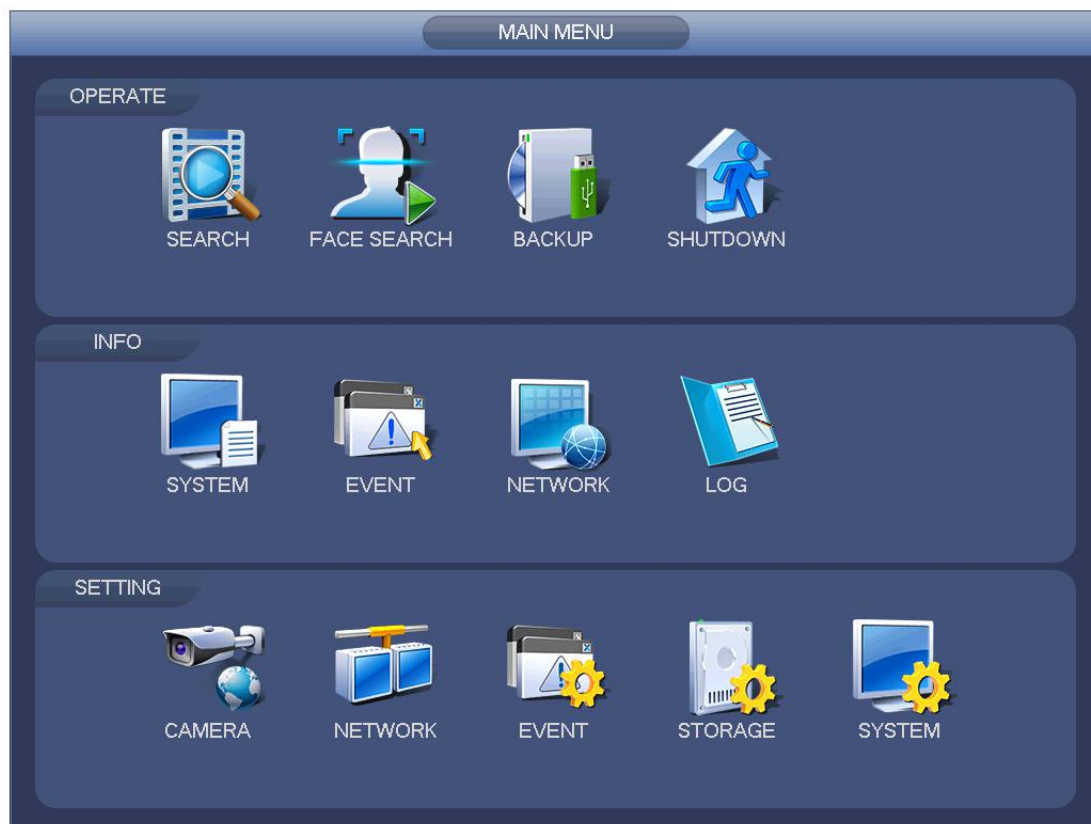 MAIN MENU
OPERATE
SEARCH FACE SEARCH BACKUP SHUTDOWN
INFO
SYSTEM EVENT NETWORK LOG
SETTING
CAMERA NETWORK EVENT STORAGE SYSTEM